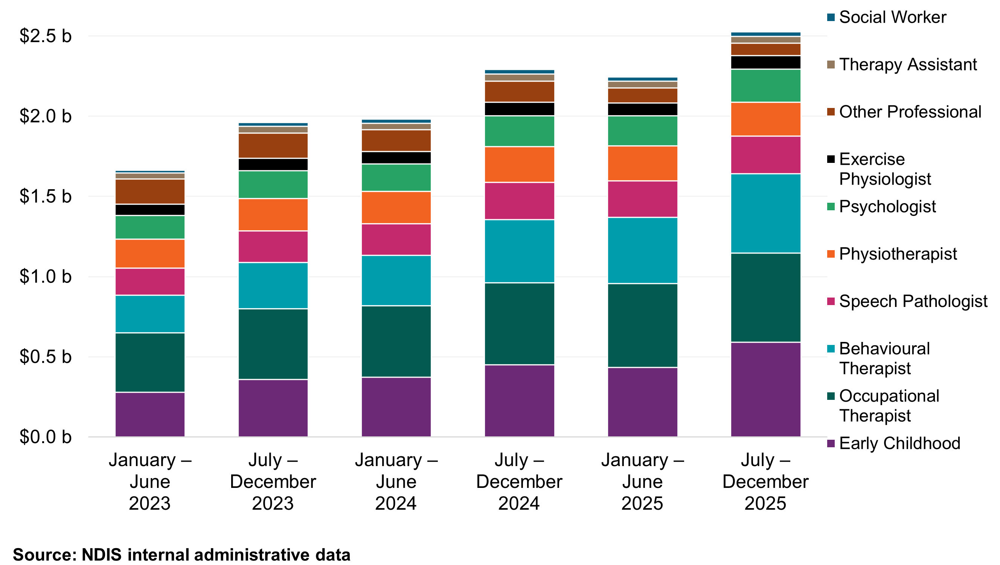 $2.5 b
$2.0 b
$1.5 b
$1.0 b
$0.5 b
$0.0 b
January –
June
2023
July –
December
2023
January –
June
2024
July –
December
2024
January –
June
2025
July –
December
2025
Social Worker
Therapy Assistant
Other Professional
Exercise
Physiologist
Psychologist
Physiotherapist
Speech Pathologist
Behavioural
Therapist
Occupational
Therapist
Early Childhood
Source: NDIS internal administrative data